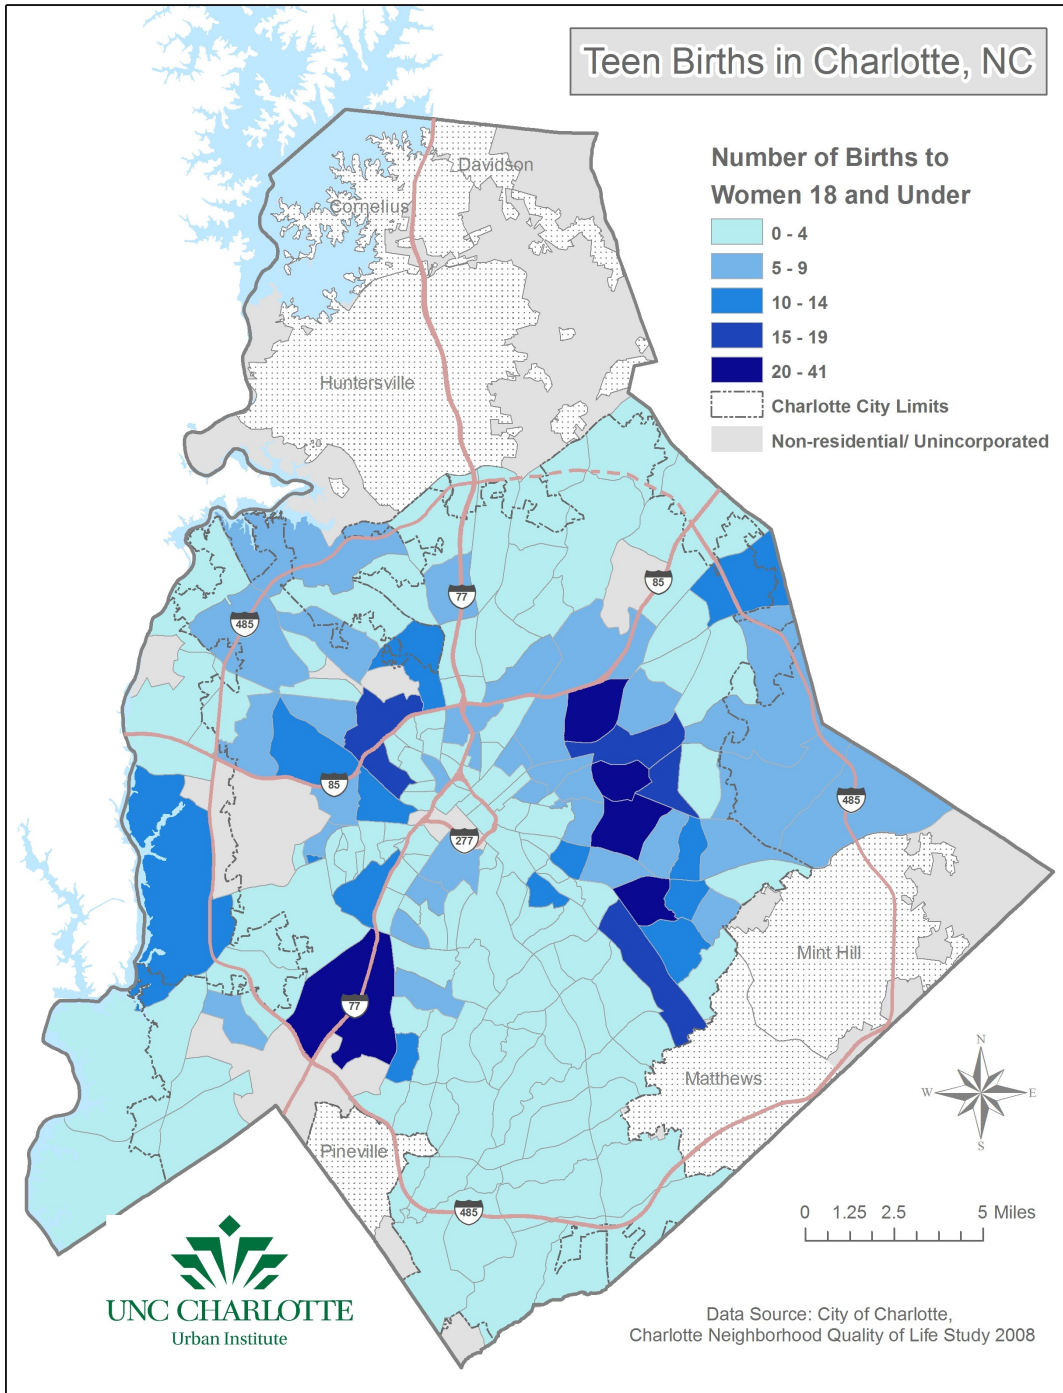 Teen Births in Charlotte, NC
Number of Births to
Women 18 and Under
0 - 4
5 - 9
10 - 14
15 - 19
20 - 41
Charlotte City Limits
Non-residential/ Unincorporated
Davidson
Cornelius
Huntersville
85
77
485
85
485
277
Mint Hill
77
Matthews
Pineville
485
N
W
E
S
0 1.25 2.5 5 Miles
UNC CHARLOTTE
Urban Institute
Data Source: City of Charlotte,
Charlotte Neighborhood Quality of Life Study 2008